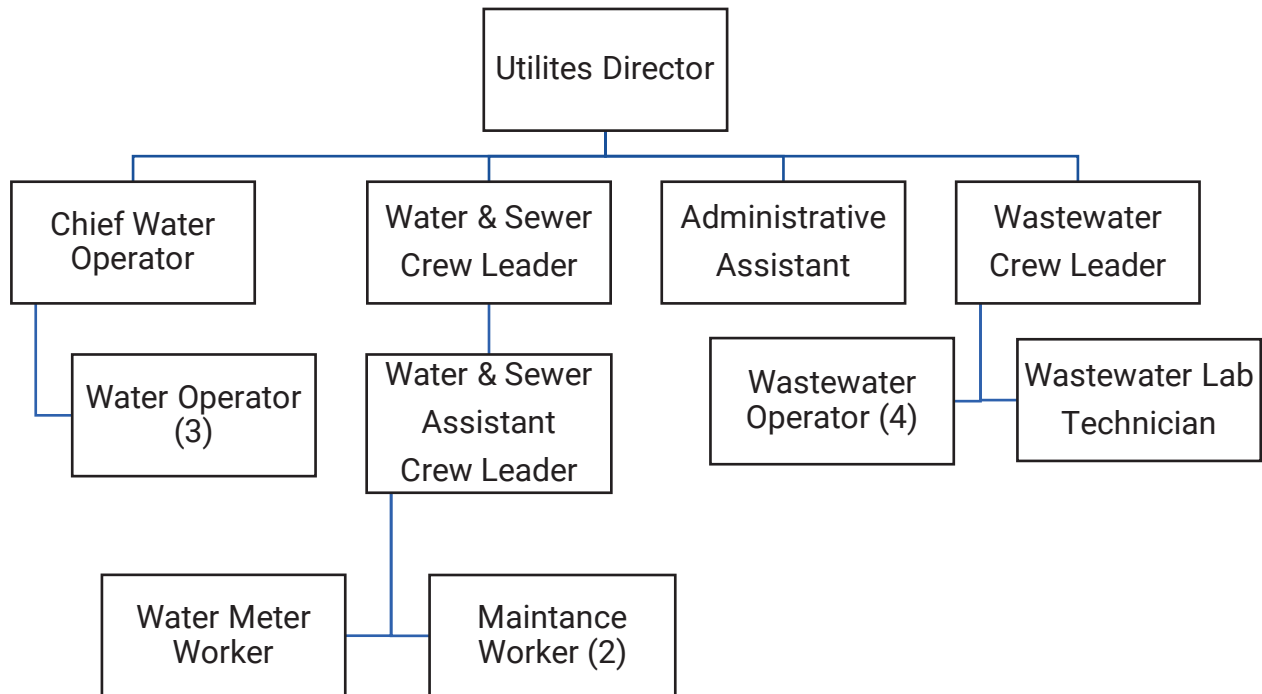 Utilites Director
Chief Water
Operator
Water & Sewer
Crew Leader
Administrative
Assistant
Wastewater
Crew Leader
Water Operator
(3)
Water & Sewer
Assistant
Crew Leader
Wastewater
Operator (4)
Wastewater Lab
Technician
Water Meter
Worker
Maintance
Worker (2)